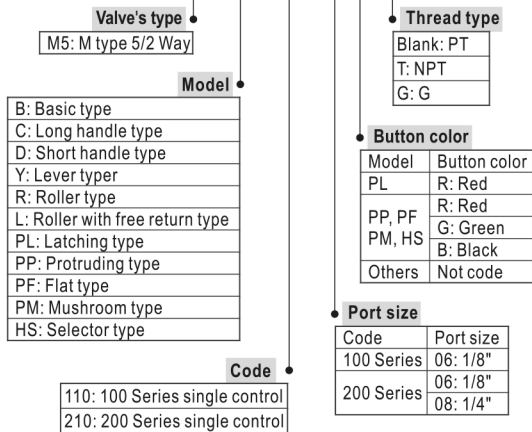 Valve's type
M5: M type 5/2 Way
Model
B: Basic type
C: Long handle type
D: Short handle type
Y: Lever typer
R: Roller type
L: Roller with free return type
PL: Latching type
PP: Protruding type
PF: Flat type
PM: Mushroom type
HS: Selector type
Code
110: 100 Series single control
210: 200 Series single control
Thread type
Blank: PT
T: NPT
G: G
Button color
Model Button color
PL R: Red
PP, PF
PM, HS
R: Red
G: Green
B: Black
Others Not code
Port size
Code Port size
100 Series 06: 1/8"
200 Series
06: 1/8"
08: 1/4"